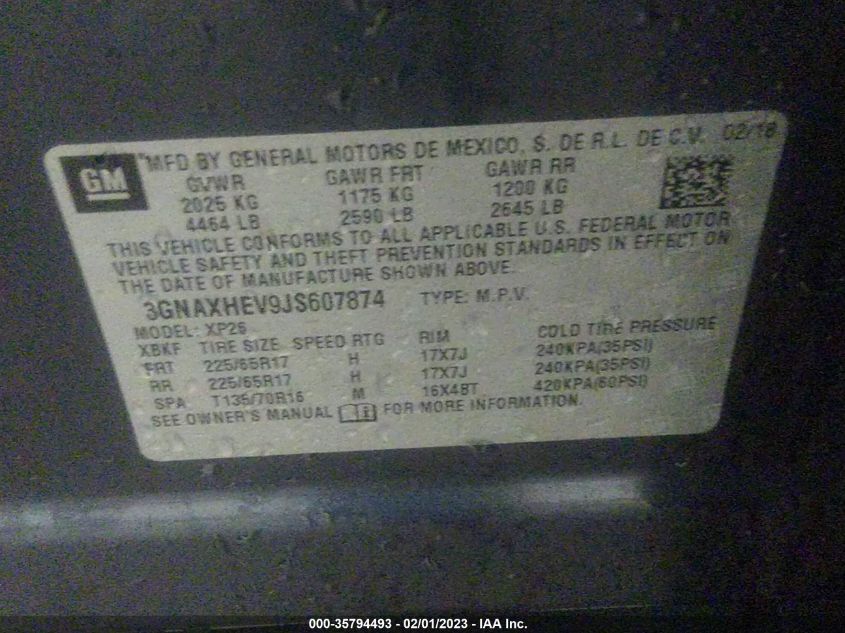 GM
MFD BY GENERAL MOTORS DE MEXICO, S. DE R.L. DE C.V. 02/18
GVWR GAWR FRT GAWR RR
2025 KG 1175 KG 1200 KG
4464 LB 2590 LB 2645 LB
THIS VEHICLE CONFORMS TO ALL APPLICABLE U.S. FEDERAL MOTOR
VEHICLE SAFETY AND THEFT PREVENTION STANDARDS IN EFFECT ON
THE DATE OF MANUFACTURE SHOWN ABOVE.
3GNAXHEV9JS607874 TYPE: M.P.V.
MODEL: XP26
XBKF TIRE SIZE SPEED RTG RIM COLD TIRE PRESSURE
FRT 225/65R17 H 17X7J 240KPA(35PSI)
RR 225/65R17 H 17X7J 240KPA(35PSI)
SPA T135/70R16 M 16X4BT 420KPA(60PSI)
SEE OWNER'S MANUAL FOR MORE INFORMATION.
000-35794493 - 02/01/2023 - IAA Inc.